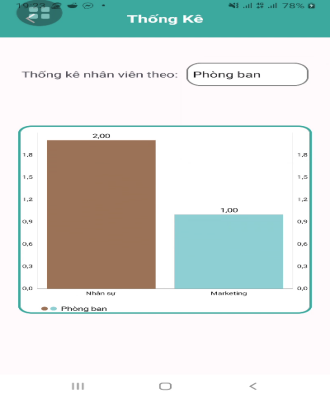 19:23
78%
Thống Kê
Thống kê nhân viên theo: Phòng ban
2,00
1,8 1,8
1,5 1,5
1,2 1,2
1,00
0,9 0,9
0,6 0,6
0,3 0,3
0,0 0,0
Nhân sự Marketing
Phòng ban